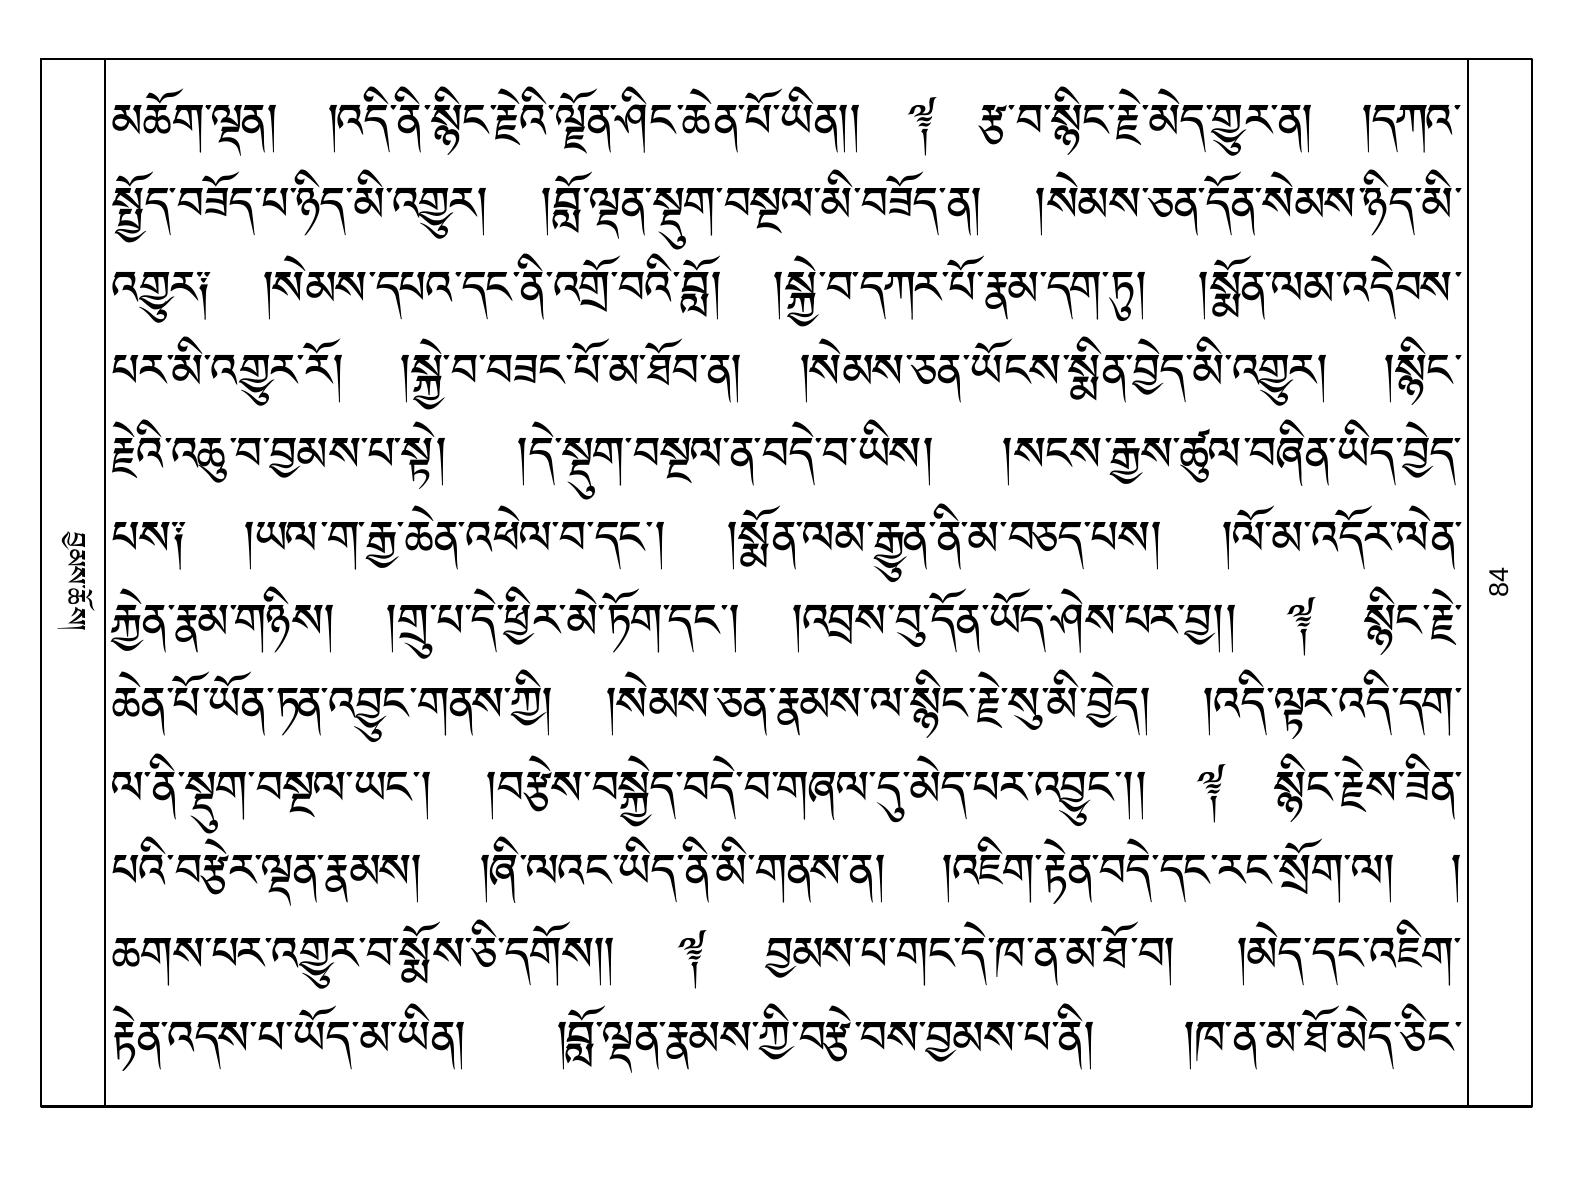 མཆོག་ལྡན། །འདི་ནི་སྙིང་རྗེའི་ལྗོན་ཤིང་ཆེན་པོ་ཡིན།། ༈ རྩ་བ་སྙིང་རྗེ་མེད་གྱུར་ན། །དཀའ་
སྤྱོད་བཟོད་པ་ཉིད་མི་འགྱུར། །བློ་ལྡན་སྡུག་བསྔལ་མི་བཟོད་ན། །སེམས་ཅན་དོན་སེམས་ཉིད་མི་
འགྱུར༑ །སེམས་དཔའ་དང་ནི་འགྲོ་བའི་བློ། །སྐྱེ་བ་དཀར་པོ་རྣམ་དག་ཏུ། །སྨོན་ལམ་འདེབས་
པར་མི་འགྱུར་རོ། །སྐྱེ་བ་བཟང་པོ་མ་ཐོབ་ན། །སེམས་ཅན་ཡོངས་སྨིན་བྱེད་མི་འགྱུར། །སྙིང་
རྗེའི་འཆུ་བ་བྱམས་པ་སྟེ། །དེ་སྡུག་བསྔལ་ན་བདེ་བ་ཡིས། །སངས་རྒྱས་ཚུལ་བཞིན་ཡིད་བྱེད་
པས༑ །ཡལ་ག་རྒྱ་ཆེན་འཕེལ་བ་དང་། །སྨོན་ལམ་རྒྱུན་ནི་མ་བཅད་པས། །ལོ་མ་འདོར་ལེན་
རྐྱེན་རྣམ་གཉིས། །གྲུ་པ་དེ་ཕྱིར་མེ་ཏོག་དང་། །འབྲས་བུ་དོན་ཡོད་ཤེས་པར་བྱ།། ༈ སྙིང་རྗེ་
ཆེན་པོ་ཡོན་ཏན་འབྱུང་གནས་ཀྱི། །སེམས་ཅན་རྣམས་ལ་སྙིང་རྗེ་སུ་མི་བྱེད། །འདི་ལྟར་འདི་དག་
ལ་ནི་སྡུག་བསྔལ་ཡང་། །བརྩེས་བསྐྱེད་བདེ་བ་གཞལ་དུ་མེད་པར་འབྱུང་།། ༈ སྙིང་རྗེས་ཟིན་
པའི་བརྩེར་ལྡན་རྣམས། །ཞི་ལའང་ཡིད་ནི་མི་གནས་ན། །འཇིག་རྟེན་བདེ་དང་རང་སྲོག་ལ། །
ཆགས་པར་འགྱུར་བ་སྨོས་ཅི་དགོས།། ༈ བྱམས་པ་གང་དེ་ཁ་ན་མ་ཐོ་བ། །མེད་དང་འཇིག་
རྟེན་འདས་པ་ཡོད་མ་ཡིན། །བློ་ལྡན་རྣམས་ཀྱི་བརྩེ་བས་བྱམས་པ་ནི། །ཁ་ན་མ་ཐོ་མེད་ཅིང་
བྱམས་ཆོས།
84